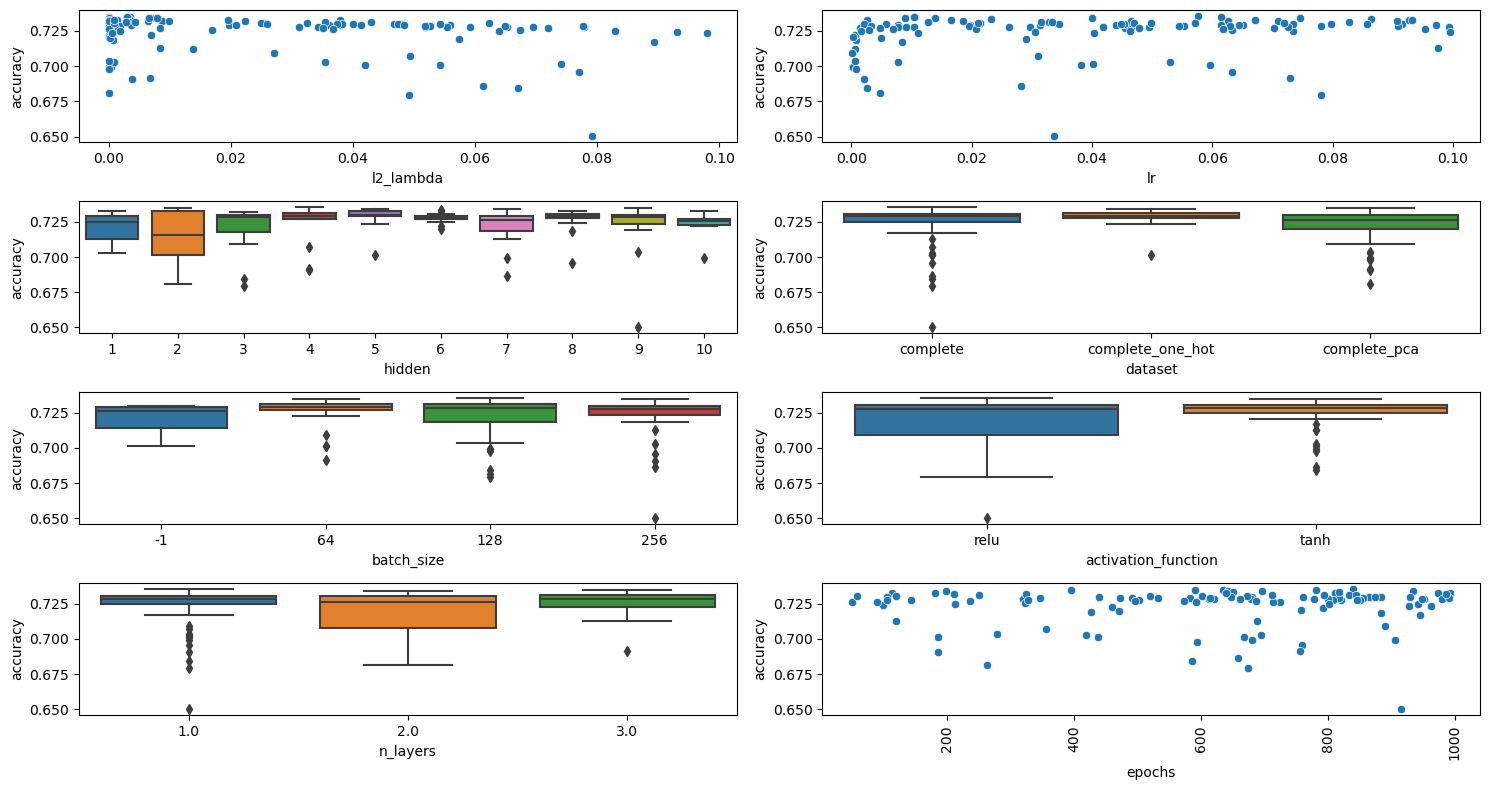 accuracy
0.725
0.700
0.675
0.650
0.00 0.02 0.04 0.06 0.08 0.10
l2_lambda
accuracy
0.725
0.700
0.675
0.650
0.00 0.02 0.04 0.06 0.08 0.10
lr
accuracy
0.725
0.700
0.675
0.650
1 2 3 4 5 6 7 8 9 10
hidden
accuracy
0.725
0.700
0.675
0.650
complete complete_one_hot complete_pca
dataset
accuracy
0.725
0.700
0.675
0.650
-1 64 128 256
batch_size
accuracy
0.725
0.700
0.675
0.650
relu tanh
activation_function
accuracy
0.725
0.700
0.675
0.650
1.0 2.0 3.0
n_layers
accuracy
0.725
0.700
0.675
0.650
200 400 600 800 1000
epochs